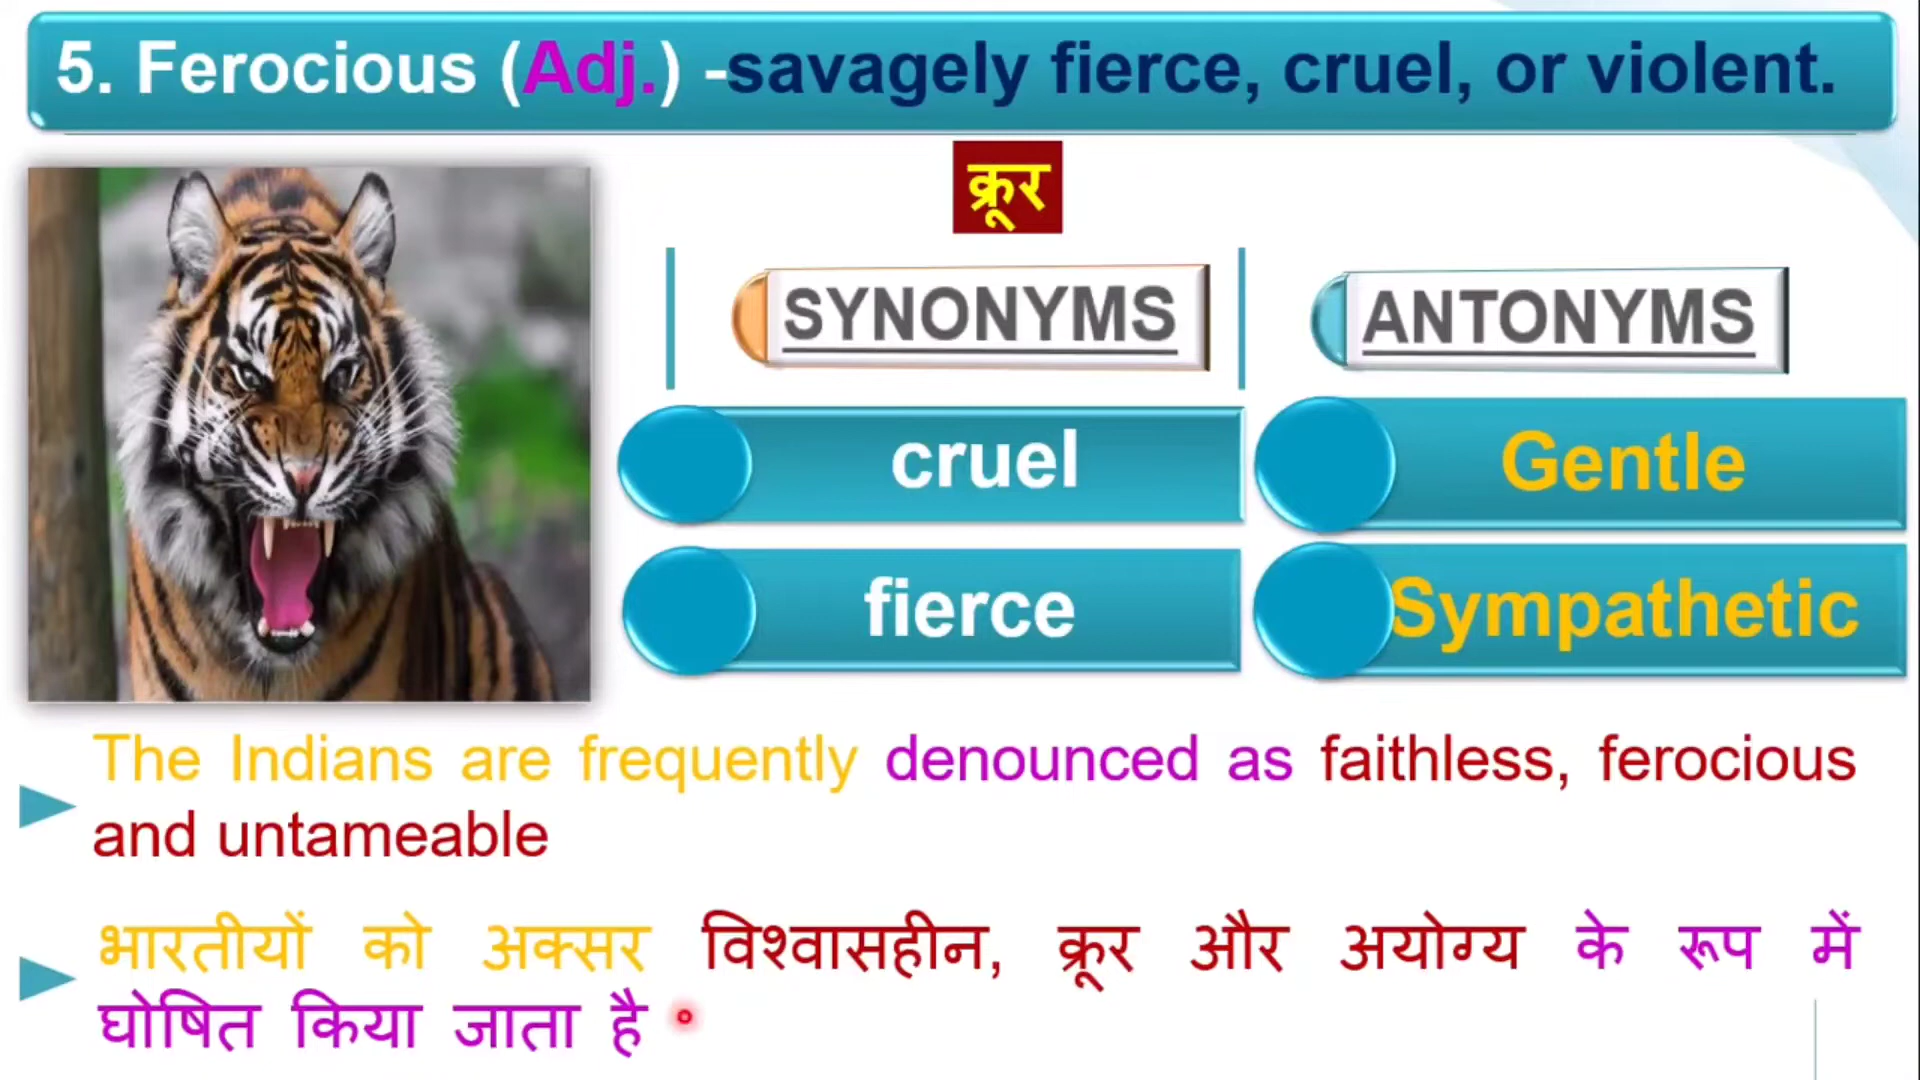 5. Ferocious (Adj.) -savagely fierce, cruel, or violent.
क्रूर
SYNONYMS
ANTONYMS
cruel
Gentle
fierce
Sympathetic
The Indians are frequently denounced as faithless, ferocious
and untameable
भारतीयों को अक्सर विश्वासहीन, क्रूर और अयोग्य के रूप में
घोषित किया जाता है